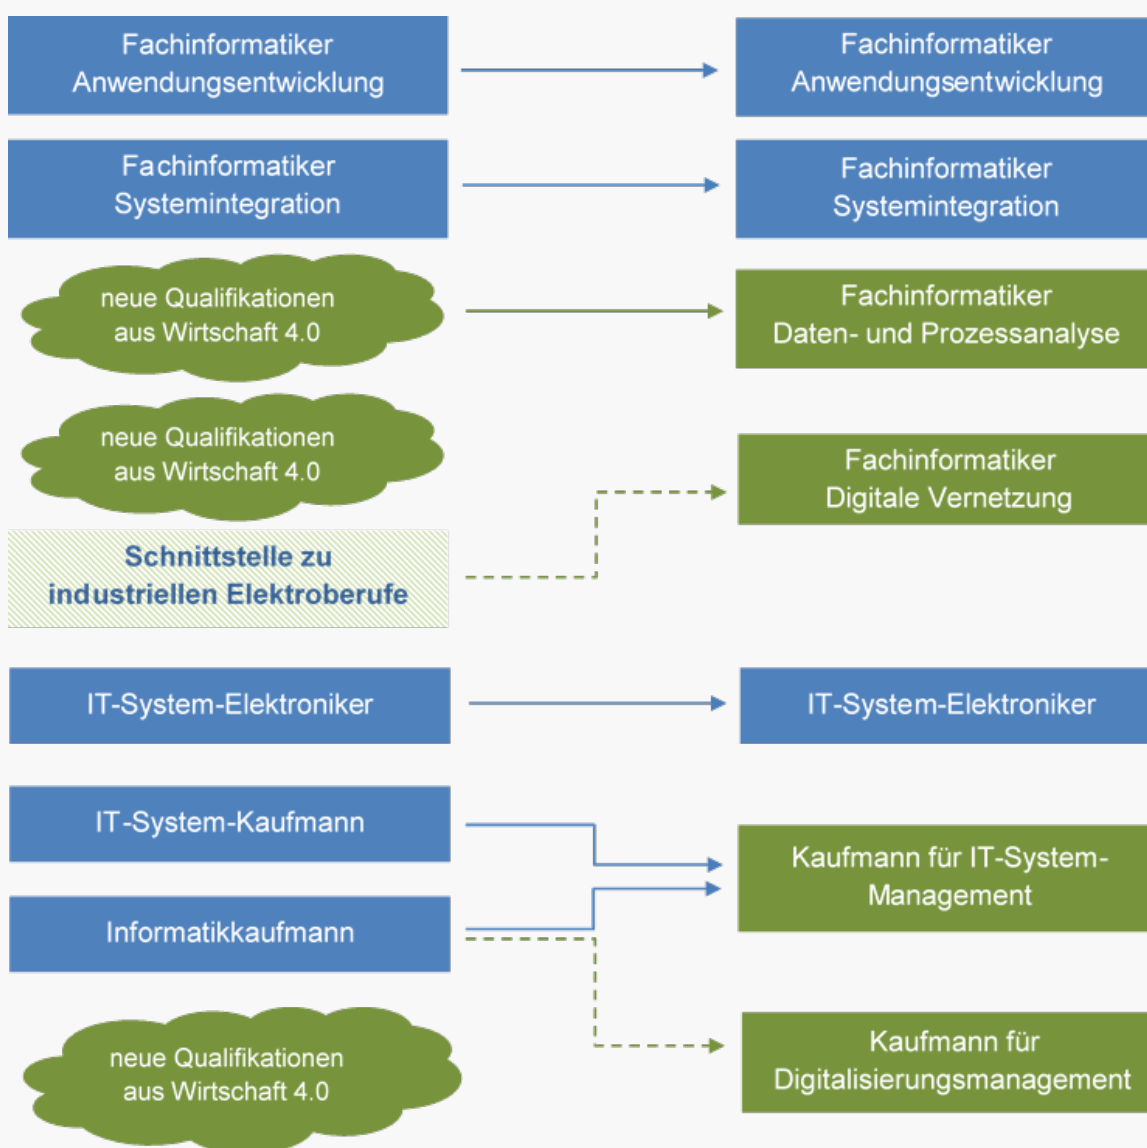 Fachinformatiker
Anwendungsentwicklung
Fachinformatiker
Anwendungsentwicklung
Fachinformatiker
Systemintegration
Fachinformatiker
Systemintegration
neue Qualifikationen
aus Wirtschaft 4.0
Fachinformatiker
Daten- und Prozessanalyse
neue Qualifikationen
aus Wirtschaft 4.0
Fachinformatiker
Digitale Vernetzung
Schnittstelle zu
industriellen Elektroberufe
IT-System-Elektroniker
IT-System-Elektroniker
IT-System-Kaufmann
Kaufmann für IT-System-
Management
Informatikkaufmann
neue Qualifikationen
aus Wirtschaft 4.0
Kaufmann für
Digitalisierungsmanagement